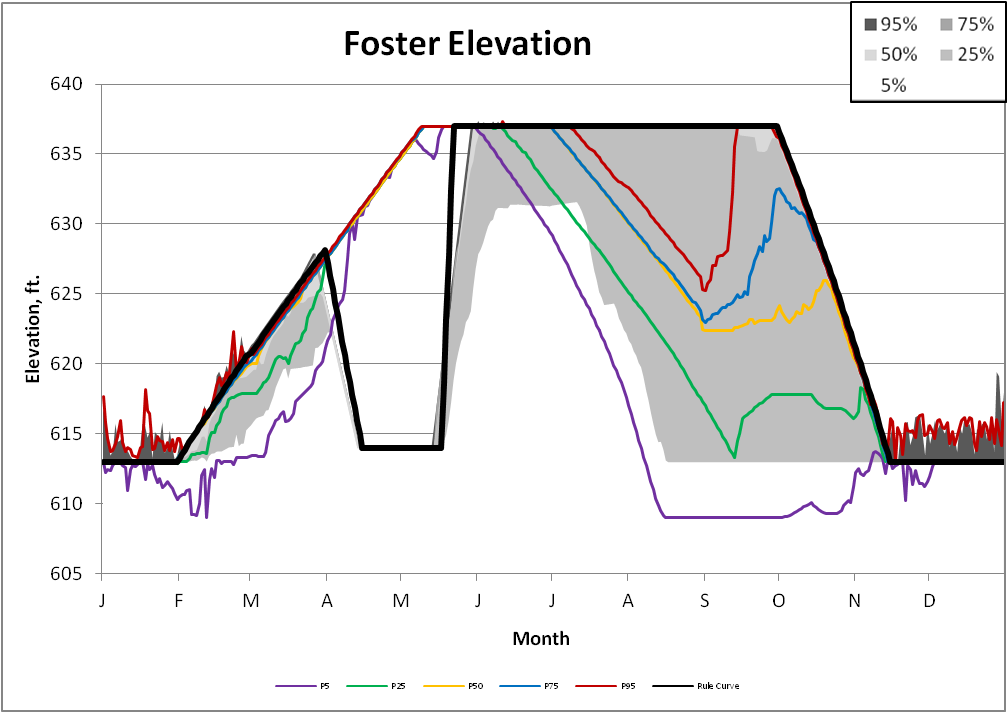 Foster Elevation
95% 75%
50% 25%
5%
640
635
630
625
620
615
610
605
Elevation, ft.
J F M A M J J A S O N D
Month
P5 P25 P50 P75 P95 Rule Curve